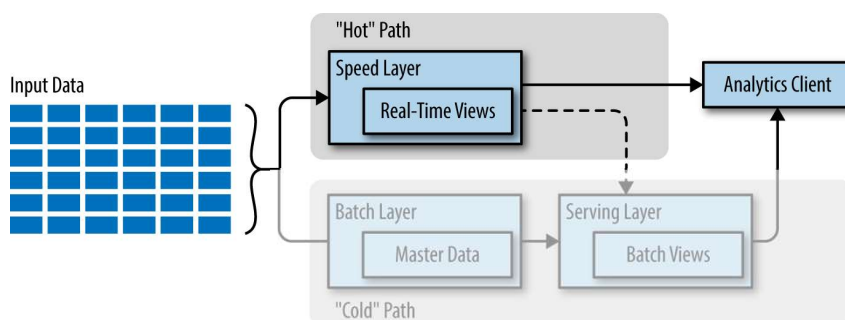 "Hot" Path
Speed Layer
Real-Time Views
Input Data
Analytics Client
Batch Layer
Master Data
Serving Layer
Batch Views
"Cold" Path